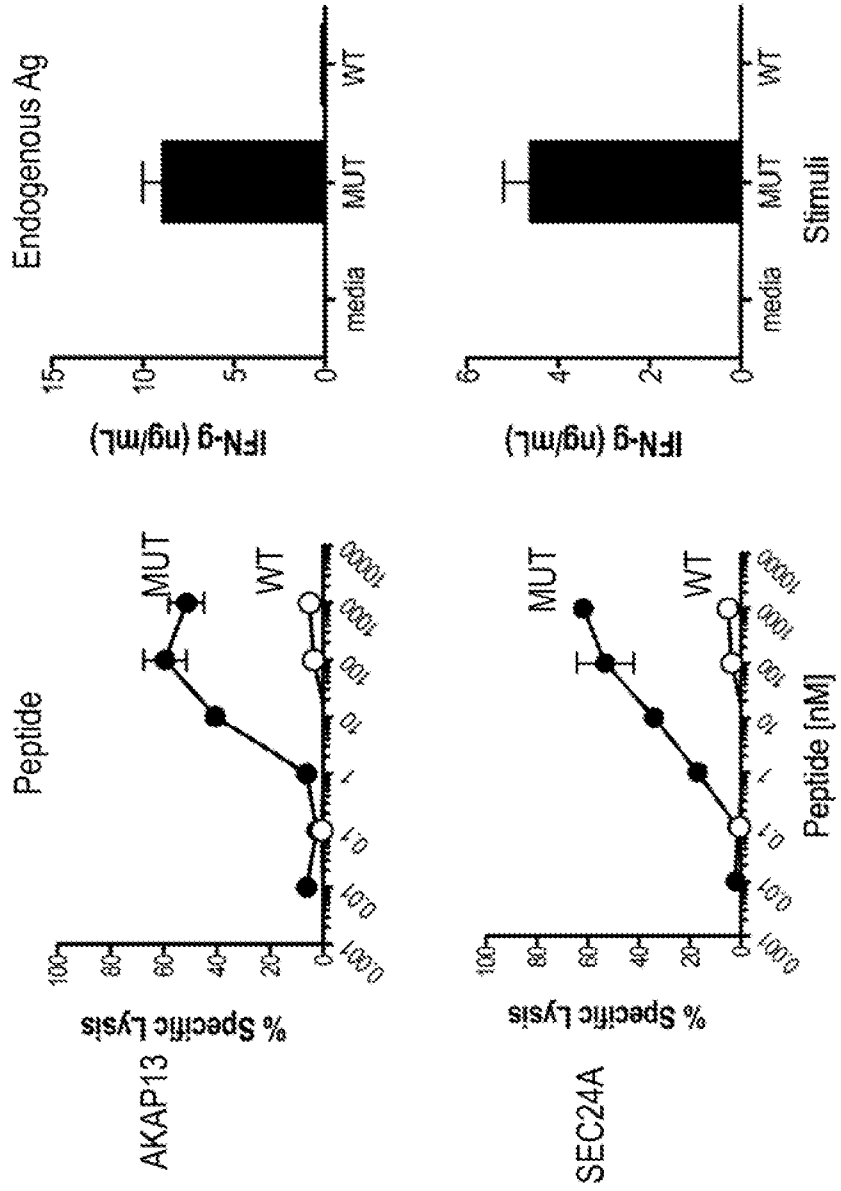 Peptide
Endogenous Ag
AKAP13
% Specific Lysis
100
80
60
40
20
0
0.001
0.01
0.1
1
10
100
1000
10000
MUT
WT
IFN-g (ng/mL)
15
10
5
0
media
MUT
WT
SEC24A
% Specific Lysis
100
80
60
40
20
0
0.001
0.01
0.1
1
10
100
1000
10000
MUT
WT
Peptide [nM]
IFN-g (ng/mL)
6
4
2
0
media
MUT
WT
Stimuli